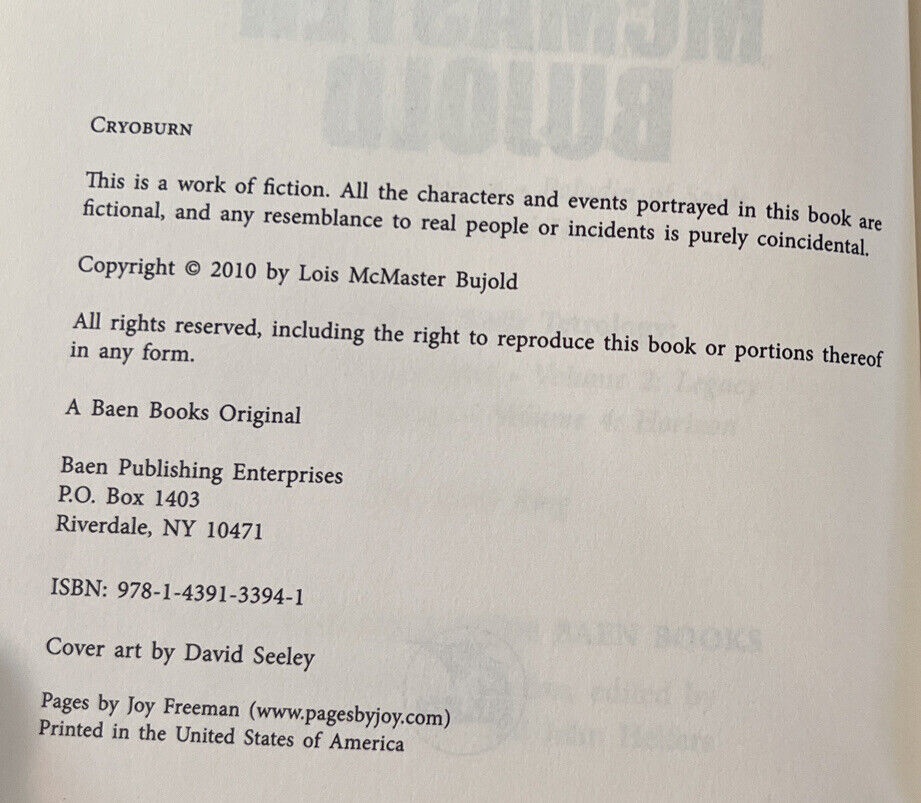 CRYOBURN
This is a work of fiction. All the characters and events portrayed in this book are
fictional, and any resemblance to real people or incidents is purely coincidental.
Copyright © 2010 by Lois McMaster Bujold
All rights reserved, including the right to reproduce this book or portions thereof
in any form.
A Baen Books Original
Baen Publishing Enterprises
P.O. Box 1403
Riverdale, NY 10471
ISBN: 978-1-4391-3394-1
Cover art by David Seeley
Pages by Joy Freeman (www.pagesbyjoy.com)
Printed in the United States of America